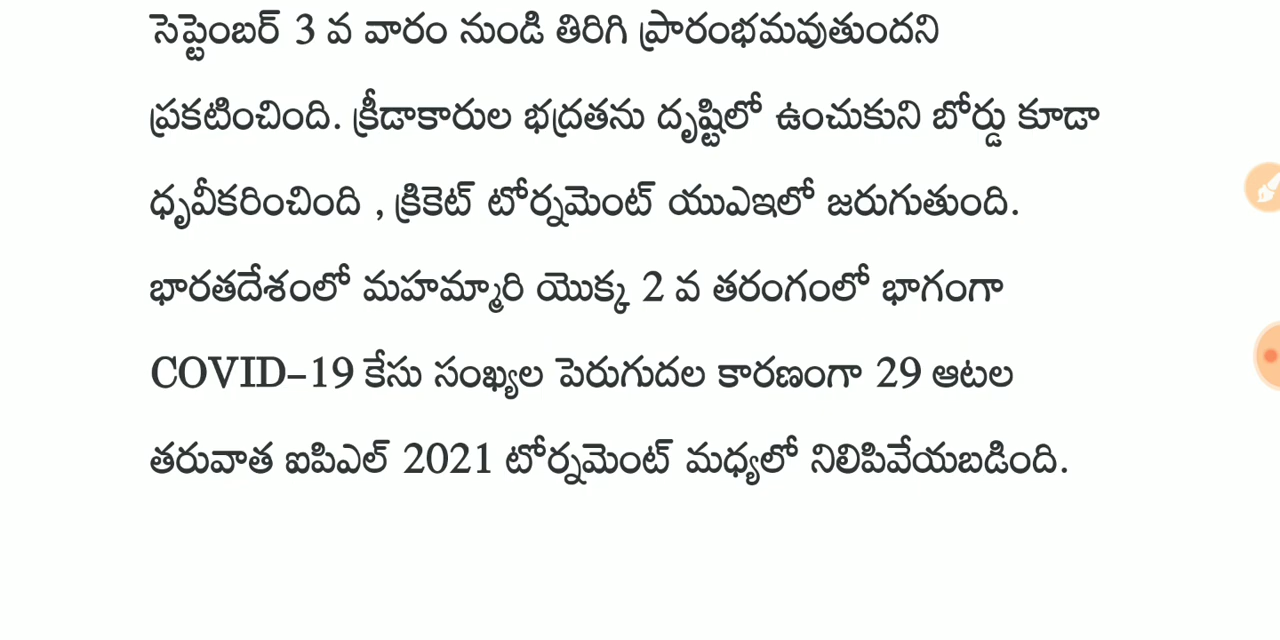 సెప్టెంబర్ 3 వ వారం నుండి తిరిగి ప్రారంభమవుతుందని
ప్రకటించింది. క్రీడాకారుల భద్రతను దృష్టిలో ఉంచుకుని బోర్డు కూడా
ధృవీకరించింది , క్రికెట్ టోర్నమెంట్ యుఎఇలో జరుగుతుంది.
భారతదేశంలో మహమ్మారి యొక్క 2 వ తరంగంలో భాగంగా
COVID-19 కేసు సంఖ్యల పెరుగుదల కారణంగా 29 ఆటల
తరువాత ఐపిఎల్ 2021 టోర్నమెంట్ మధ్యలో నిలిపివేయబడింది.